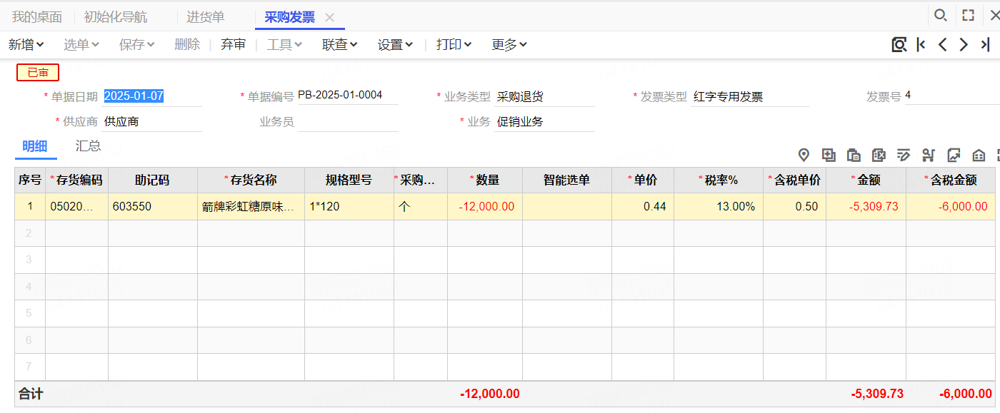 我的桌面 初始化导航 进货单 采购发票
新增 选单 保存 删除 弃审 工具 联查 设置 打印 更多
已审
* 单据日期 2025-01-07 * 单据编号 PB-2025-01-0004 * 业务类型 采购退货 * 发票类型 红字专用发票 发票号 4
* 供应商 供应商 业务员 * 业务 促销业务
明细 汇总
序号 * 存货编码 助记码 * 存货名称 规格型号 * 采购... * 数量 智能选单 * 单价 * 税率% * 含税单价 * 金额 * 含税金额
1 05020... 603550 箭牌彩虹糖原味... 1*120 个 -12,000.00 0.44 13.00% 0.50 -5,309.73 -6,000.00
2
3
4
5
6
7
合计 -12,000.00 -5,309.73 -6,000.00